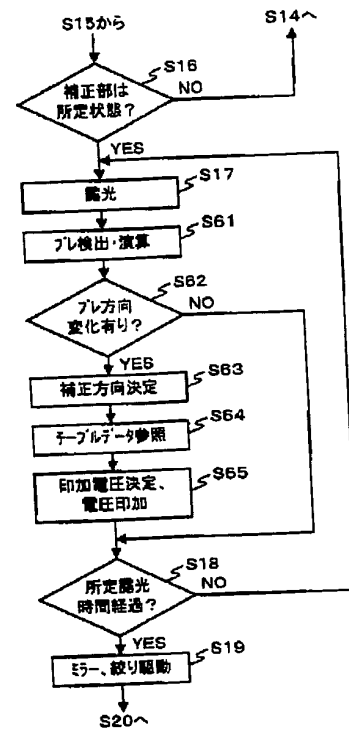 S15から
S14へ
S16
補正部は
所定状態?
NO
YES
S17
露光
S61
ブレ検出・演算
S62
ブレ方向
変化有り?
NO
YES
S63
補正方向決定
S64
テーブルデータ参照
S65
印加電圧決定、
電圧印加
S18
所定露光
時間経過?
NO
YES
S19
ミラー、絞り駆動
S20へ